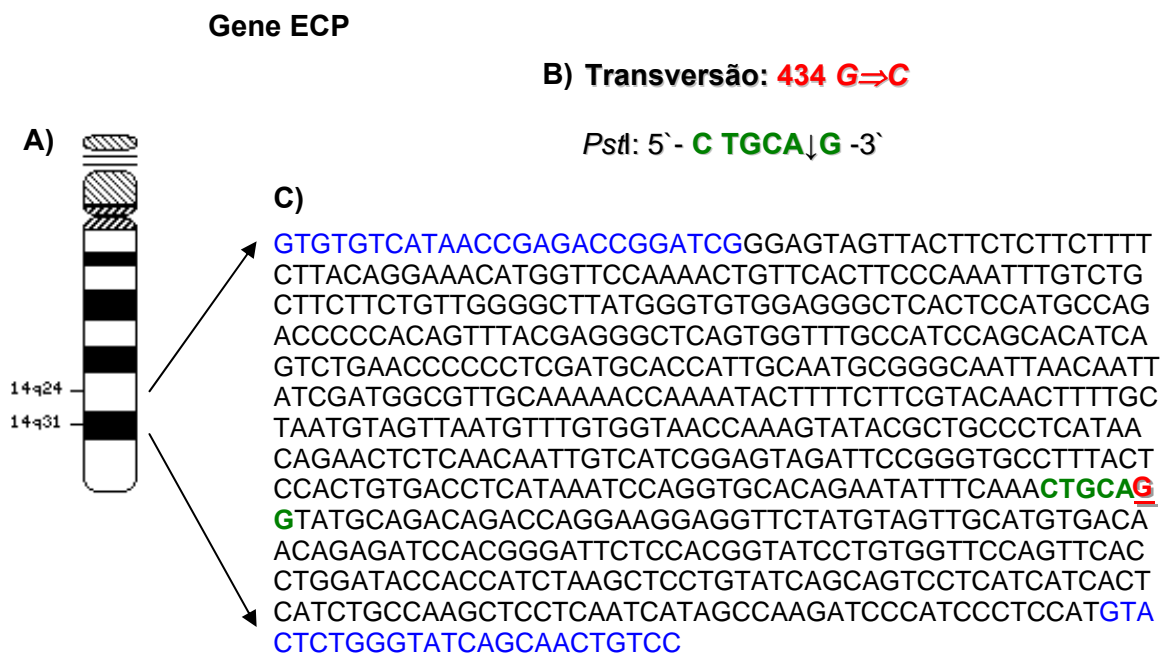 Gene ECP
B) Transversão: 434 G⇒C
A)
PstI: 5`- C TGCA↓G -3`
C)
GTGTGTCATAACCGAGACCGGATCGGGAGTAGTTACTTCTCTTCTTTT
CTTACAGGAAACATGGTTCCAAAACTGTTCACTTCCCAAATTTGTCTG
CTTCTTCTGTTGGGGCTTATGGGTGTGGAGGGCTCACTCCATGCCAG
ACCCCCACAGTTTACGAGGGCTCAGTGGTTTGCCATCCAGCACATCA
GTCTGAACCCCCCTCGATGCACCATTGCAATGCGGGCAATTAACAATT
ATCGATGGCGTTGCAAAAACCAAAATACTTTTCTTCGTACAACTTTTGC
TAATGTAGTTAATGTTTGTGGTAACCAAAGTATACGCTGCCCTCATAA
CAGAACTCTCAACAATTGTCATCGGAGTAGATTCCGGGTGCCTTTACT
CCACTGTGACCTCATAAATCCAGGTGCACAGAATATTTCAAACTGCAG
GTATGCAGACAGACCAGGAAGGAGGTTCTATGTAGTTGCATGTGACA
ACAGAGATCCACGGGATTCTCCACGGTATCCTGTGGTTCCAGTTCAC
CTGGATACCACCATCTAAGCTCCTGTATCAGCAGTCCTCATCATCACT
CATCTGCCAAGCTCCTCAATCATAGCCAAGATCCCATCCCTCCATGTA
CTCTGGGTATCAGCAACTGTCC
14q24
14q31